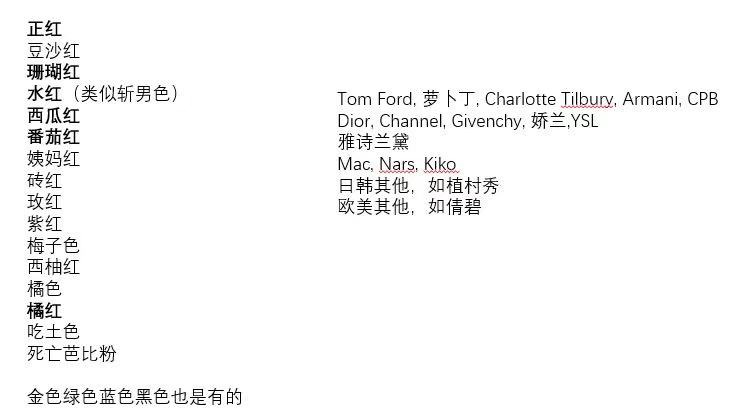 正红
豆沙红
珊瑚红
水红（类似斩男色）
西瓜红
番茄红
姨妈红
砖红
玫红
紫红
梅子色
西柚红
橘色
橘红
吃土色
死亡芭比粉
金色绿色蓝色黑色也是有的
Tom Ford, 萝卜丁, Charlotte Tilbury, Armani, CPB
Dior, Channel, Givenchy, 娇兰,YSL
雅诗兰黛
Mac, Nars, Kiko
日韩其他，如植村秀
欧美其他，如倩碧